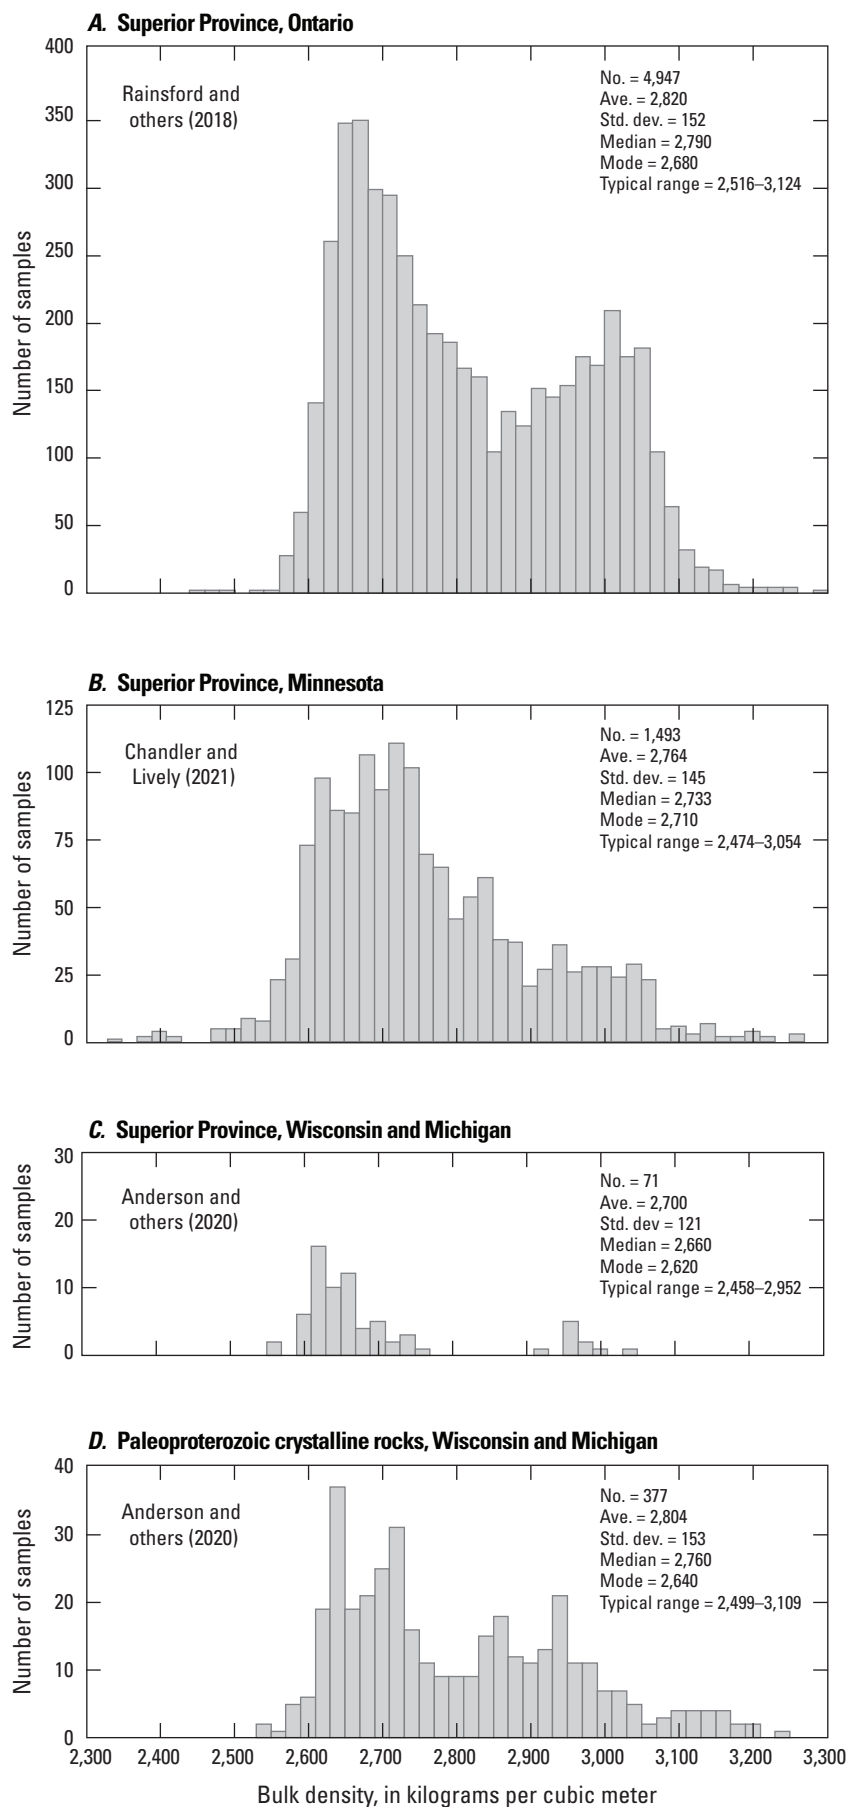 A. Superior Province, Ontario
400
350
300
250
200
150
100
50
0
Number of samples
Rainsford and
others (2018)
No. = 4,947
Ave. = 2,820
Std. dev. = 152
Median = 2,790
Mode = 2,680
Typical range = 2,516–3,124
B. Superior Province, Minnesota
125
100
75
50
25
0
Number of samples
Chandler and
Lively (2021)
No. = 1,493
Ave. = 2,764
Std. dev. = 145
Median = 2,733
Mode = 2,710
Typical range = 2,474–3,054
C. Superior Province, Wisconsin and Michigan
30
20
10
0
Number of samples
Anderson and
others (2020)
No. = 71
Ave. = 2,700
Std. dev = 121
Median = 2,660
Mode = 2,620
Typical range = 2,458–2,952
D. Paleoproterozoic crystalline rocks, Wisconsin and Michigan
40
30
20
10
0
Number of samples
Anderson and
others (2020)
No. = 377
Ave. = 2,804
Std. dev. = 153
Median = 2,760
Mode = 2,640
Typical range = 2,499–3,109
2,300 2,400 2,500 2,600 2,700 2,800 2,900 3,000 3,100 3,200 3,300
Bulk density, in kilograms per cubic meter